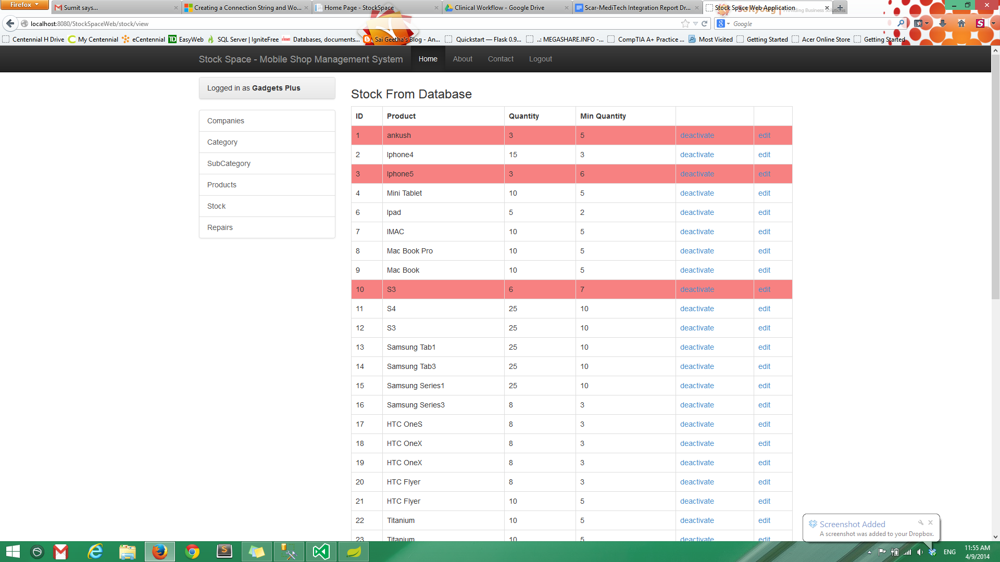 Firefox
Sumit says...
Creating a Connection String and Wo...
Home Page - StockSpace
Clinical Workflow - Google Drive
Scar-MediTech Integration Report Dr...
Stock Space Web Application
localhost:8080/StockSpaceWeb/stock/view
Google
Centennial H Drive
My Centennial
eCentennial
EasyWeb
SQL Server | IgniteFree
Databases, documents...
Sai Geetha's Blog - An...
Quickstart — Flask 0.9...
..: MEGASHARE.INFO -...
CompTIA A+ Practice ...
Most Visited
Getting Started
Acer Online Store
Getting Started
Stock Space - Mobile Shop Management System
Home
About
Contact
Logout
Logged in as Gadgets Plus
Companies
Category
SubCategory
Products
Stock
Repairs
Stock From Database
ID Product Quantity Min Quantity
1 ankush 3 5 deactivate edit
2 Iphone4 15 3 deactivate edit
3 Iphone5 3 6 deactivate edit
4 Mini Tablet 10 5 deactivate edit
6 Ipad 5 2 deactivate edit
7 IMAC 10 5 deactivate edit
8 Mac Book Pro 10 5 deactivate edit
9 Mac Book 10 5 deactivate edit
10 S3 6 7 deactivate edit
11 S4 25 10 deactivate edit
12 S3 25 10 deactivate edit
13 Samsung Tab1 25 10 deactivate edit
14 Samsung Tab3 25 10 deactivate edit
15 Samsung Series1 25 10 deactivate edit
16 Samsung Series3 8 3 deactivate edit
17 HTC OneS 8 3 deactivate edit
18 HTC OneX 8 3 deactivate edit
19 HTC OneX 8 3 deactivate edit
20 HTC Flyer 8 3 deactivate edit
21 HTC Flyer 10 5 deactivate edit
22 Titanium 10 5 deactivate edit
23 Titanium 10 5 deactivate edit
Screenshot Added
A screenshot was added to your Dropbox.
ENG
11:55 AM
4/9/2014